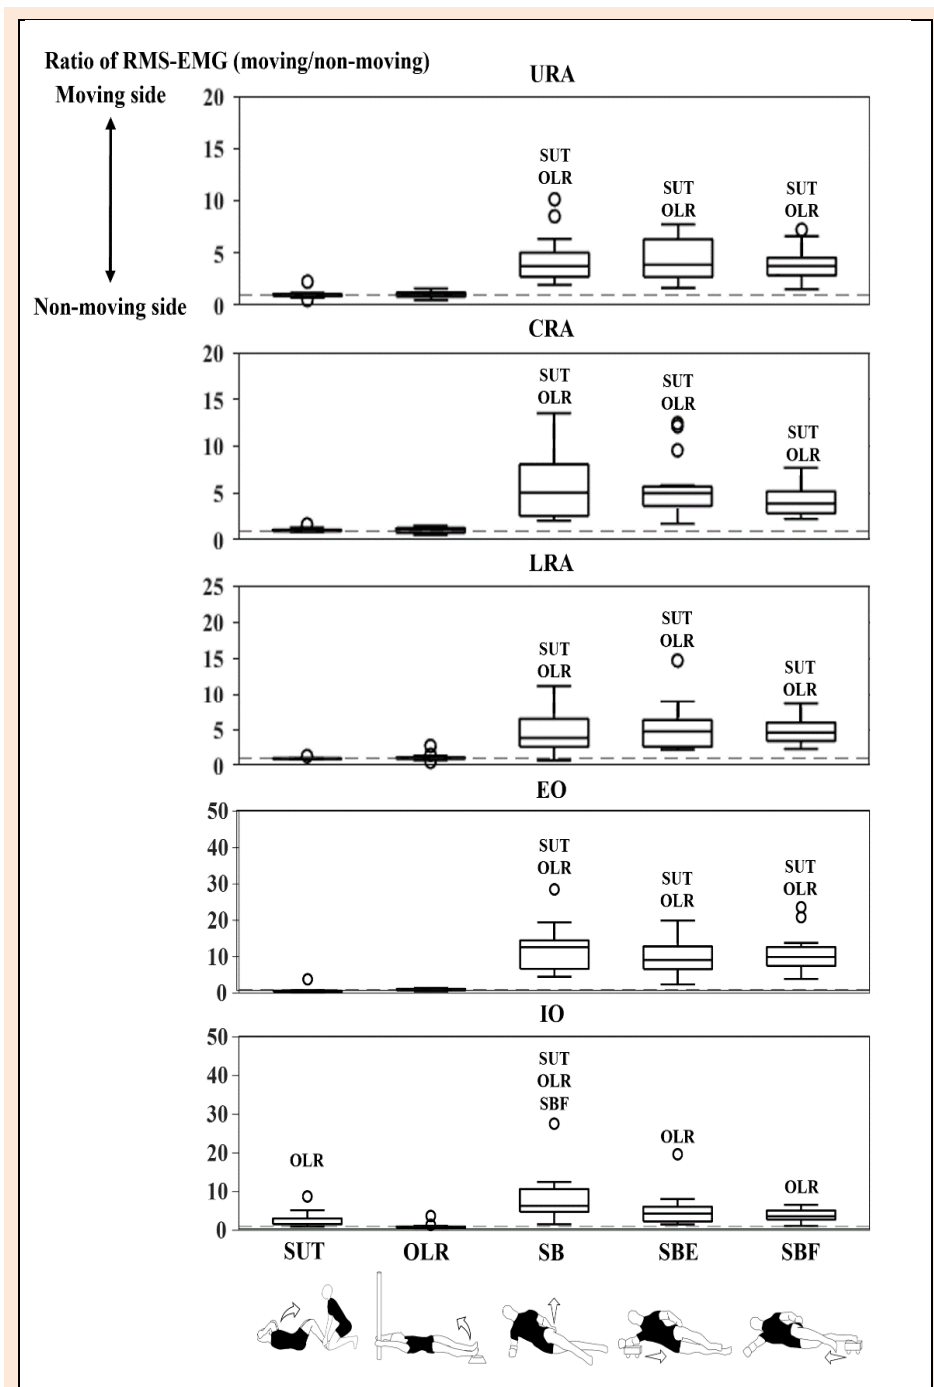 Ratio of RMS-EMG (moving/non-moving)
Moving side
Non-moving side
URA
20
15
10
5
0
SUT
OLR
SUT
OLR
SUT
OLR
CRA
20
15
10
5
0
SUT
OLR
SUT
OLR
SUT
OLR
LRA
25
20
15
10
5
0
SUT
OLR
SUT
OLR
SUT
OLR
EO
50
40
30
20
10
0
SUT
OLR
SUT
OLR
SUT
OLR
IO
50
40
30
20
10
0
OLR
SUT
OLR
SBF
OLR
OLR
SUT OLR SB SBE SBF